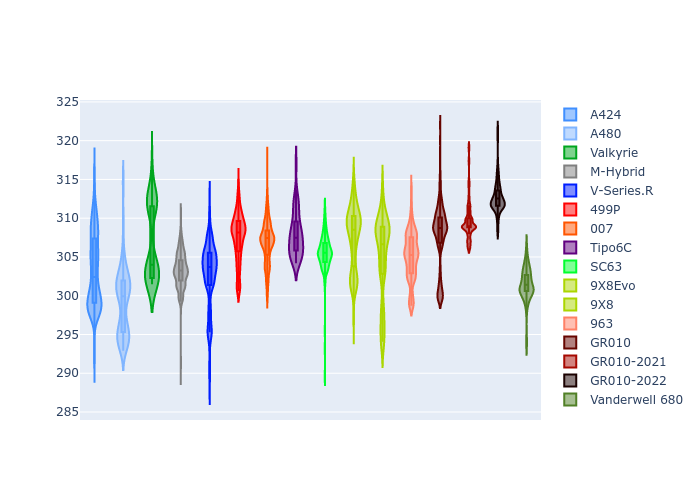 325
320
315
310
305
300
295
290
285
A424
A480
Valkyrie
M-Hybrid
V-Series.R
499P
007
Tipo6C
SC63
9X8Evo
9X8
963
GR010
GR010-2021
GR010-2022
Vanderwell 680